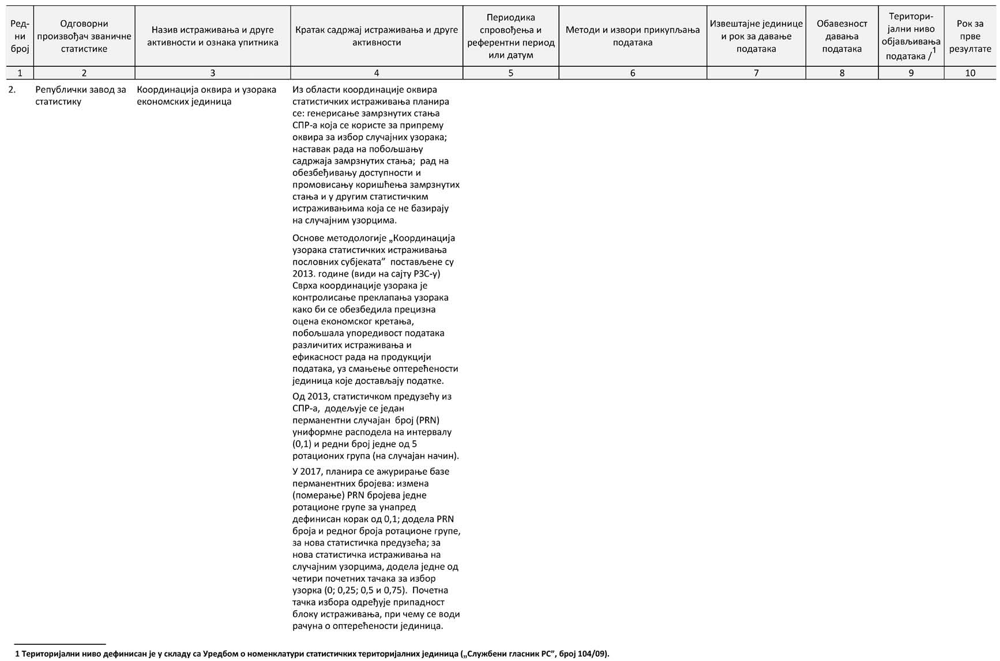 Ред-
ни
број
Одговорни
произвођач званичне
статистике
Назив истраживања и друге
активности и ознака упитника
Кратак садржај истраживања и друге
активности
Периодика
спровођења и
референтни период
или датум
Методи и извори прикупљања
података
Извештајне јединице
и рок за давање
података
Обавезност
давања
података
Територи-
јални ниво
објављивања
података /1
Рок за
прве
резултате
1 2 3 4 5 6 7 8 9 10
2.
Републички завод за
статистику
Координација оквира и узорака
економских јединица
Из области координације оквира
статистичких истраживања планира
се: генерисање замрзнутих стања
СПР-а која се користе за припрему
оквира за избор случајних узорака;
наставак рада на побољшању
садржаја замрзнутих стања; рад на
обезбеђивању доступности и
промовисању коришћења замрзнутих
стања и у другим статистичким
истраживањима која се не базирају
на случајним узорцима.
Основе методологије „Координација
узорака статистичких истраживања
пословних субјеката” постављене су
2013. године (види на сајту РЗС-у)
Сврха координације узорака је
контролисање преклапања узорака
како би се обезбедила прецизна
оцена економског кретања,
побољшала упоредивост података
различитих истраживања и
ефикасност рада на продукцији
података, уз смањење оптерећености
јединица које достављају податке.
Од 2013, статистичком предузећу из
СПР-а, додељује се један
перманентни случајан број (PRN)
униформне расподела на интервалу
(0,1) и редни број једне од 5
ротационих група (на случајан начин).
У 2017, планира се ажурирање базе
перманентних бројева: измена
(померање) PRN бројева једне
ротационе групе за унапред
дефинисан корак од 0,1; додела PRN
броја и редног броја ротационе групе,
за нова статистичка предузећа; за
нова статистичка истраживања на
случајним узорцима, додела једне од
четири почетних тачака за избор
узорка (0; 0,25; 0,5 и 0,75). Почетна
тачка избора одређује припадност
блоку истраживања, при чему се води
рачуна о оптерећености јединица.
1 Територијални ниво дефинисан је у складу са Уредбом о номенклатури статистичких територијалних јединица („Службени гласник РС”, број 104/09).